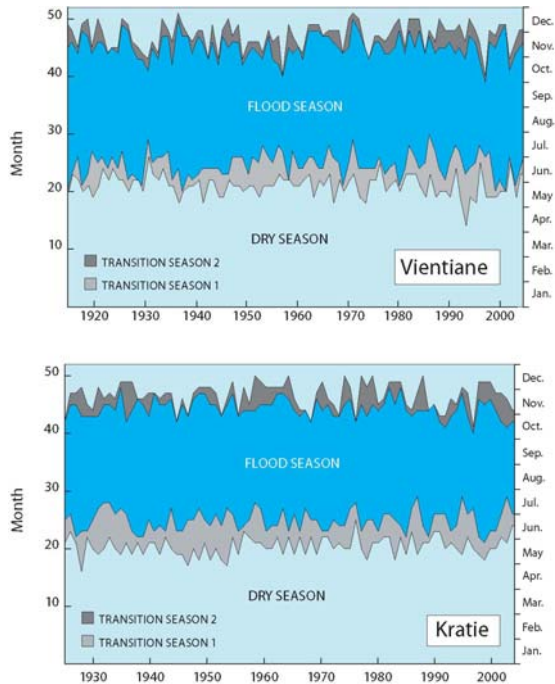 50
40
30
20
10
Month
Dec.
Nov.
Oct.
Sep.
Aug.
Jul.
Jun.
May
Apr.
Mar.
Feb.
Jan.
FLOOD SEASON
DRY SEASON
TRANSITION SEASON 2
TRANSITION SEASON 1
Vientiane
1920 1930 1940 1950 1960 1970 1980 1990 2000
50
40
30
20
10
Month
Dec.
Nov.
Oct.
Sep.
Aug.
Jul.
Jun.
May
Apr.
Mar.
Feb.
Jan.
FLOOD SEASON
DRY SEASON
TRANSITION SEASON 2
TRANSITION SEASON 1
Kratie
1930 1940 1950 1960 1970 1980 1990 2000